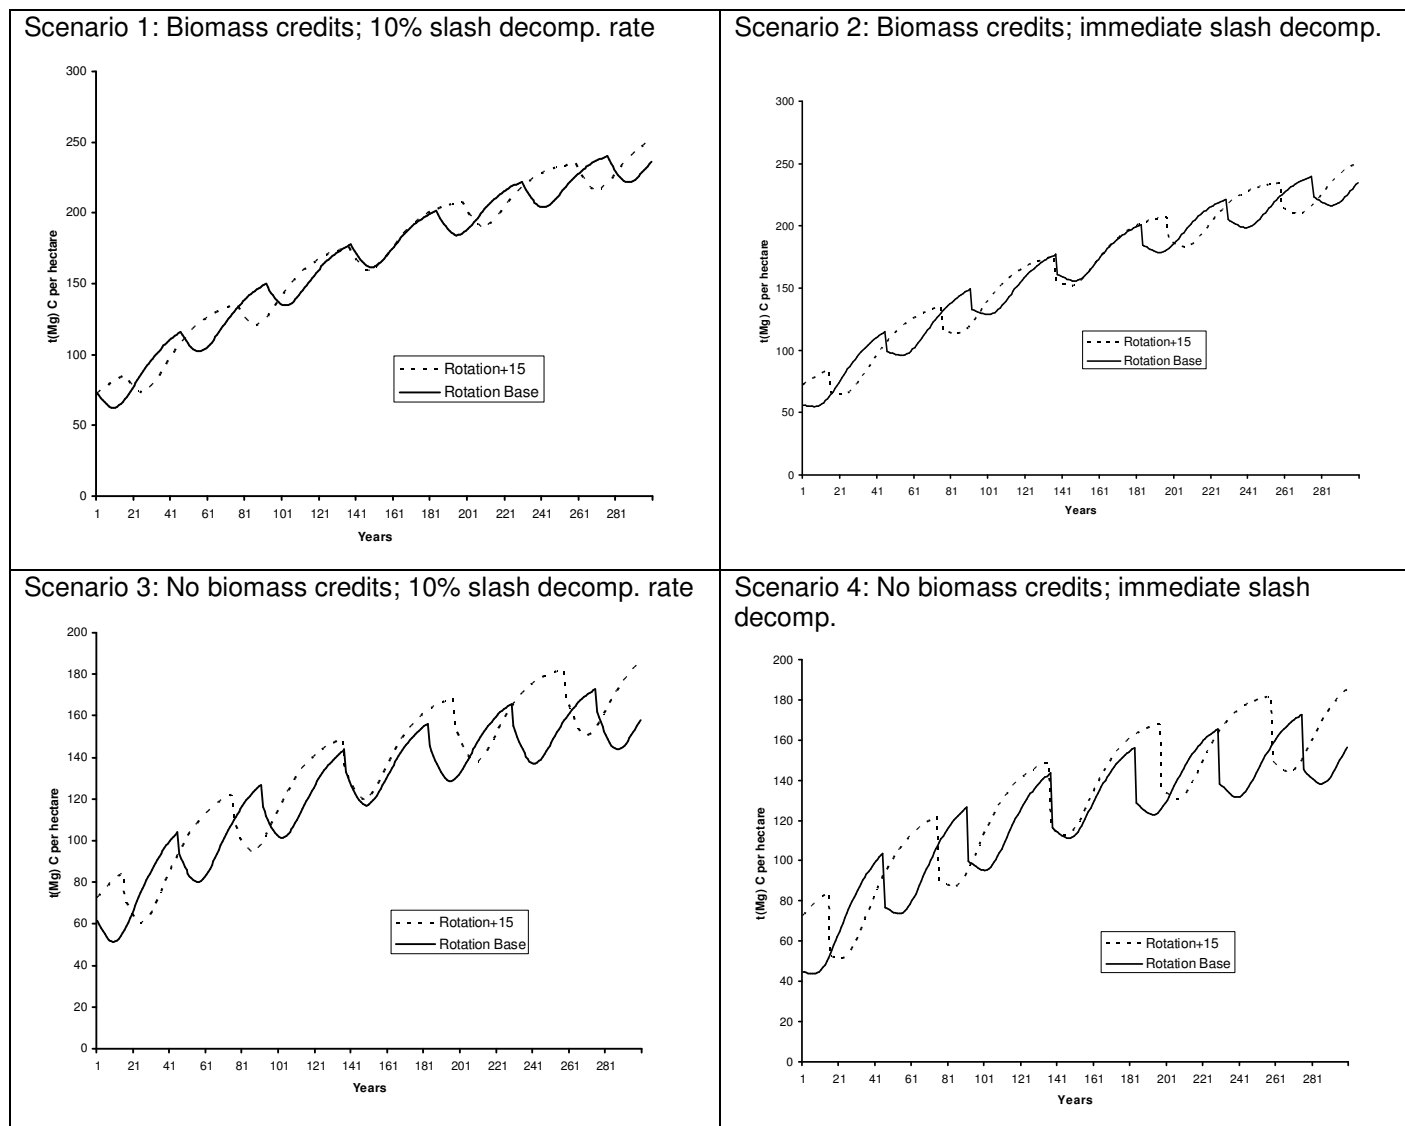 Scenario 1: Biomass credits; 10% slash decomp. rate
300
250
200
150
100
50
0
t(Mg) C per hectare
1 21 41 61 81 101 121 141 161 181 201 221 241 261 281
Years
Rotation+15
Rotation Base
Scenario 2: Biomass credits; immediate slash decomp.
300
250
200
150
100
50
0
t(Mg) C per hectare
1 21 41 61 81 101 121 141 161 181 201 221 241 261 281
Years
Rotation+15
Rotation Base
Scenario 3: No biomass credits; 10% slash decomp. rate
200
180
160
140
120
100
80
60
40
20
0
t(Mg) C per hectare
1 21 41 61 81 101 121 141 161 181 201 221 241 261 281
Years
Rotation+15
Rotation Base
Scenario 4: No biomass credits; immediate slash
decomp.
200
180
160
140
120
100
80
60
40
20
0
t(Mg) C per hectare
1 21 41 61 81 101 121 141 161 181 201 221 241 261 281
Years
Rotation+15
Rotation Base